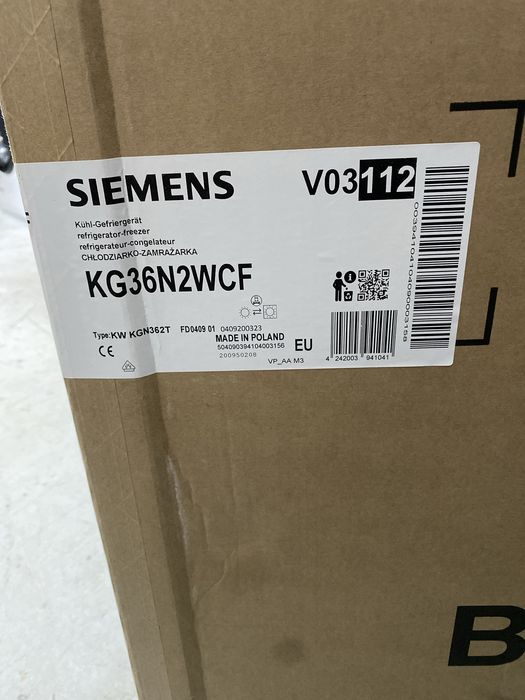 SIEMENS
V03112
Kühl-Gefriergerät
refrigerator-freezer
refrigerateur-congelateur
CHŁODZIARKO-ZAMRAŻARKA
KG36N2WCF
Type: KW KGN362T FD0409 01 0409200323
MADE IN POLAND
504090394104003156
200950208
EU
VP_AA M3
CE
4 242003 941041
B